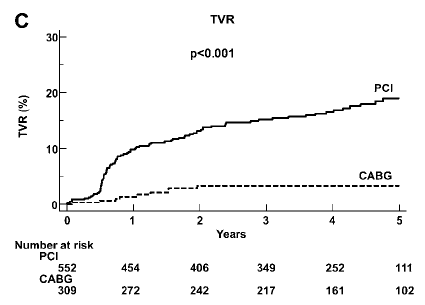 C
TVR
p<0.001
TVR (%)
30
20
10
0
PCI
CABG
0 1 2 3 4 5
Years
Number at risk
PCI
552 454 406 349 252 111
CABG
309 272 242 217 161 102